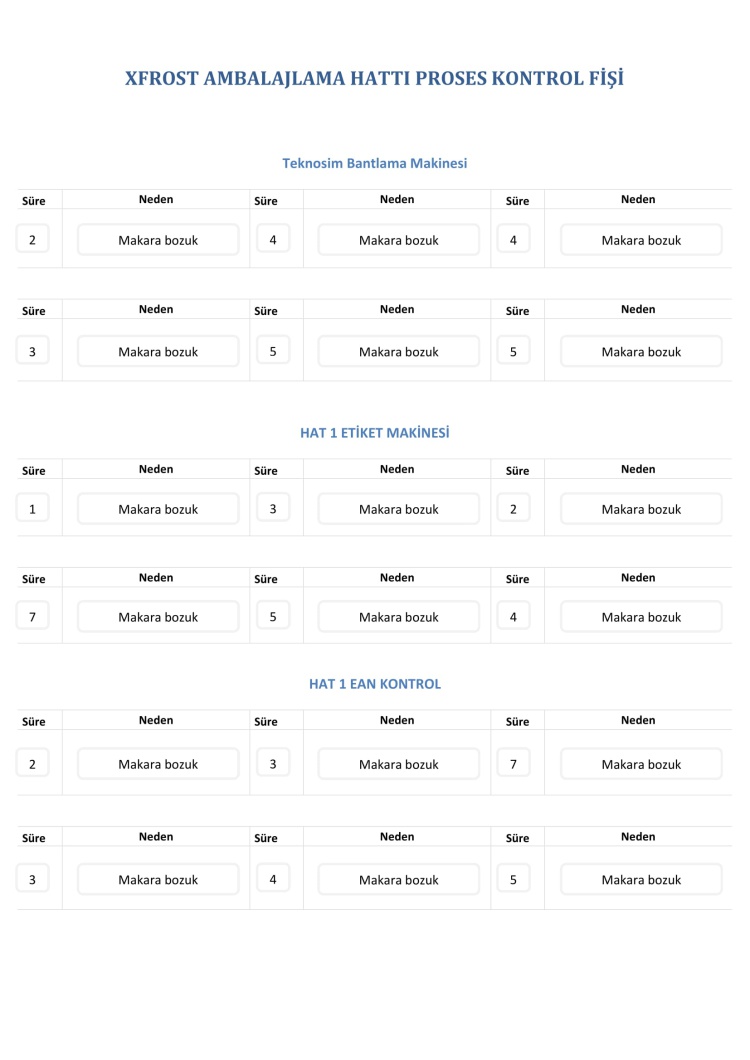 XFROST AMBALAJLAMA HATTI PROSES KONTROL FİŞİ
Teknosim Bantlama Makinesi
Süre Neden Süre Neden Süre Neden
2 Makara bozuk 4 Makara bozuk 4 Makara bozuk
Süre Neden Süre Neden Süre Neden
3 Makara bozuk 5 Makara bozuk 5 Makara bozuk
HAT 1 ETİKET MAKİNESİ
Süre Neden Süre Neden Süre Neden
1 Makara bozuk 3 Makara bozuk 2 Makara bozuk
Süre Neden Süre Neden Süre Neden
7 Makara bozuk 5 Makara bozuk 4 Makara bozuk
HAT 1 EAN KONTROL
Süre Neden Süre Neden Süre Neden
2 Makara bozuk 3 Makara bozuk 7 Makara bozuk
Süre Neden Süre Neden Süre Neden
3 Makara bozuk 4 Makara bozuk 5 Makara bozuk